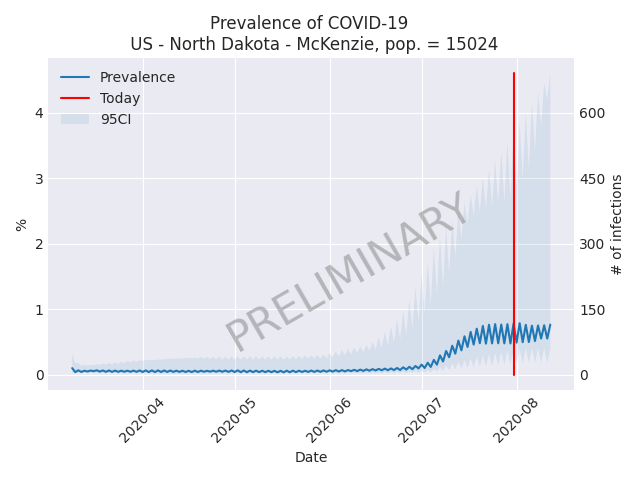 Prevalence of COVID-19
US - North Dakota - McKenzie, pop. = 15024
Prevalence
Today
95CI
PRELIMINARY
%
4
3
2
1
0
600
450
300
150
0
# of infections
2020-04
2020-05
2020-06
2020-07
2020-08
Date